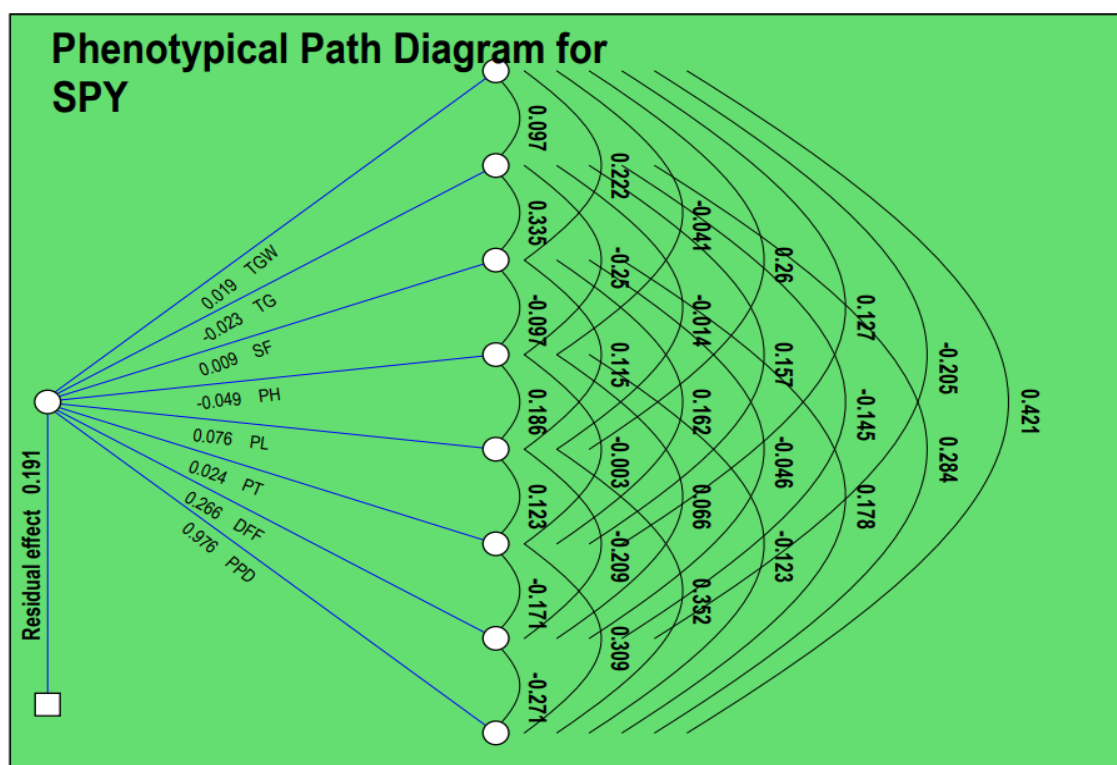 Phenotypical Path Diagram for
SPY
0.019 TGW
-0.023 TG
0.009 SF
-0.049 PH
0.076 PL
0.024 PT
0.266 DFF
0.976 PPD
Residual effect 0.191
0.097
0.335
-0.097
0.186
0.123
-0.171
-0.271
0.222
-0.25
0.115
-0.003
-0.209
0.309
-0.041
-0.014
0.162
0.066
0.352
0.26
0.157
-0.046
-0.123
0.127
-0.145
0.178
-0.205
0.284
0.421